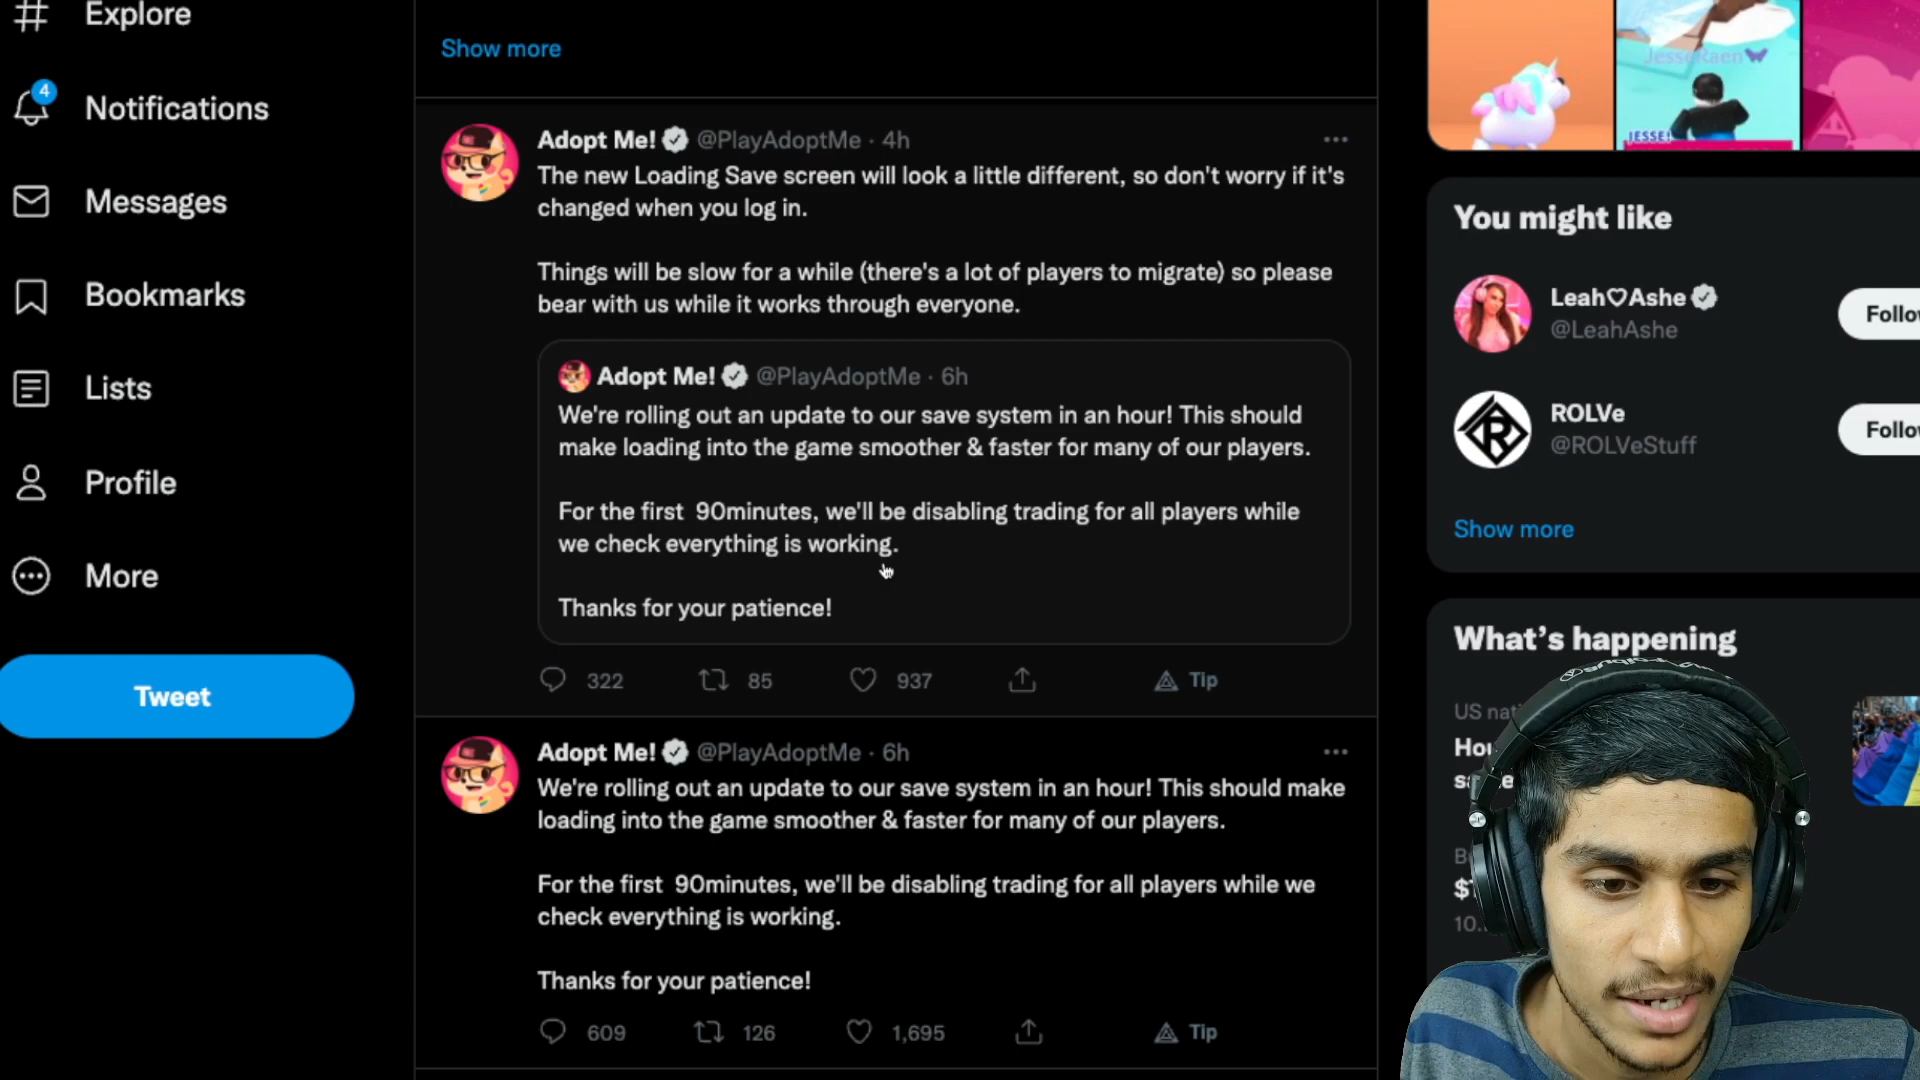 Explore
4
Notifications
Messages
Bookmarks
Lists
Profile
More
Tweet
Show more
Adopt Me! @PlayAdoptMe · 4h
The new Loading Save screen will look a little different, so don't worry if it's
changed when you log in.
Things will be slow for a while (there's a lot of players to migrate) so please
bear with us while it works through everyone.
Adopt Me! @PlayAdoptMe · 6h
We're rolling out an update to our save system in an hour! This should
make loading into the game smoother & faster for many of our players.
For the first 90minutes, we'll be disabling trading for all players while
we check everything is working.
Thanks for your patience!
322 85 937 Tip
Adopt Me! @PlayAdoptMe · 6h
We're rolling out an update to our save system in an hour! This should make
loading into the game smoother & faster for many of our players.
For the first 90minutes, we'll be disabling trading for all players while we
check everything is working.
Thanks for your patience!
609 126 1,695 Tip
JesseRaen
JESSE!
You might like
Leah♡Ashe
@LeahAshe
Follo
ROLVe
@ROLVeStuff
Follo
Show more
What's happening
US